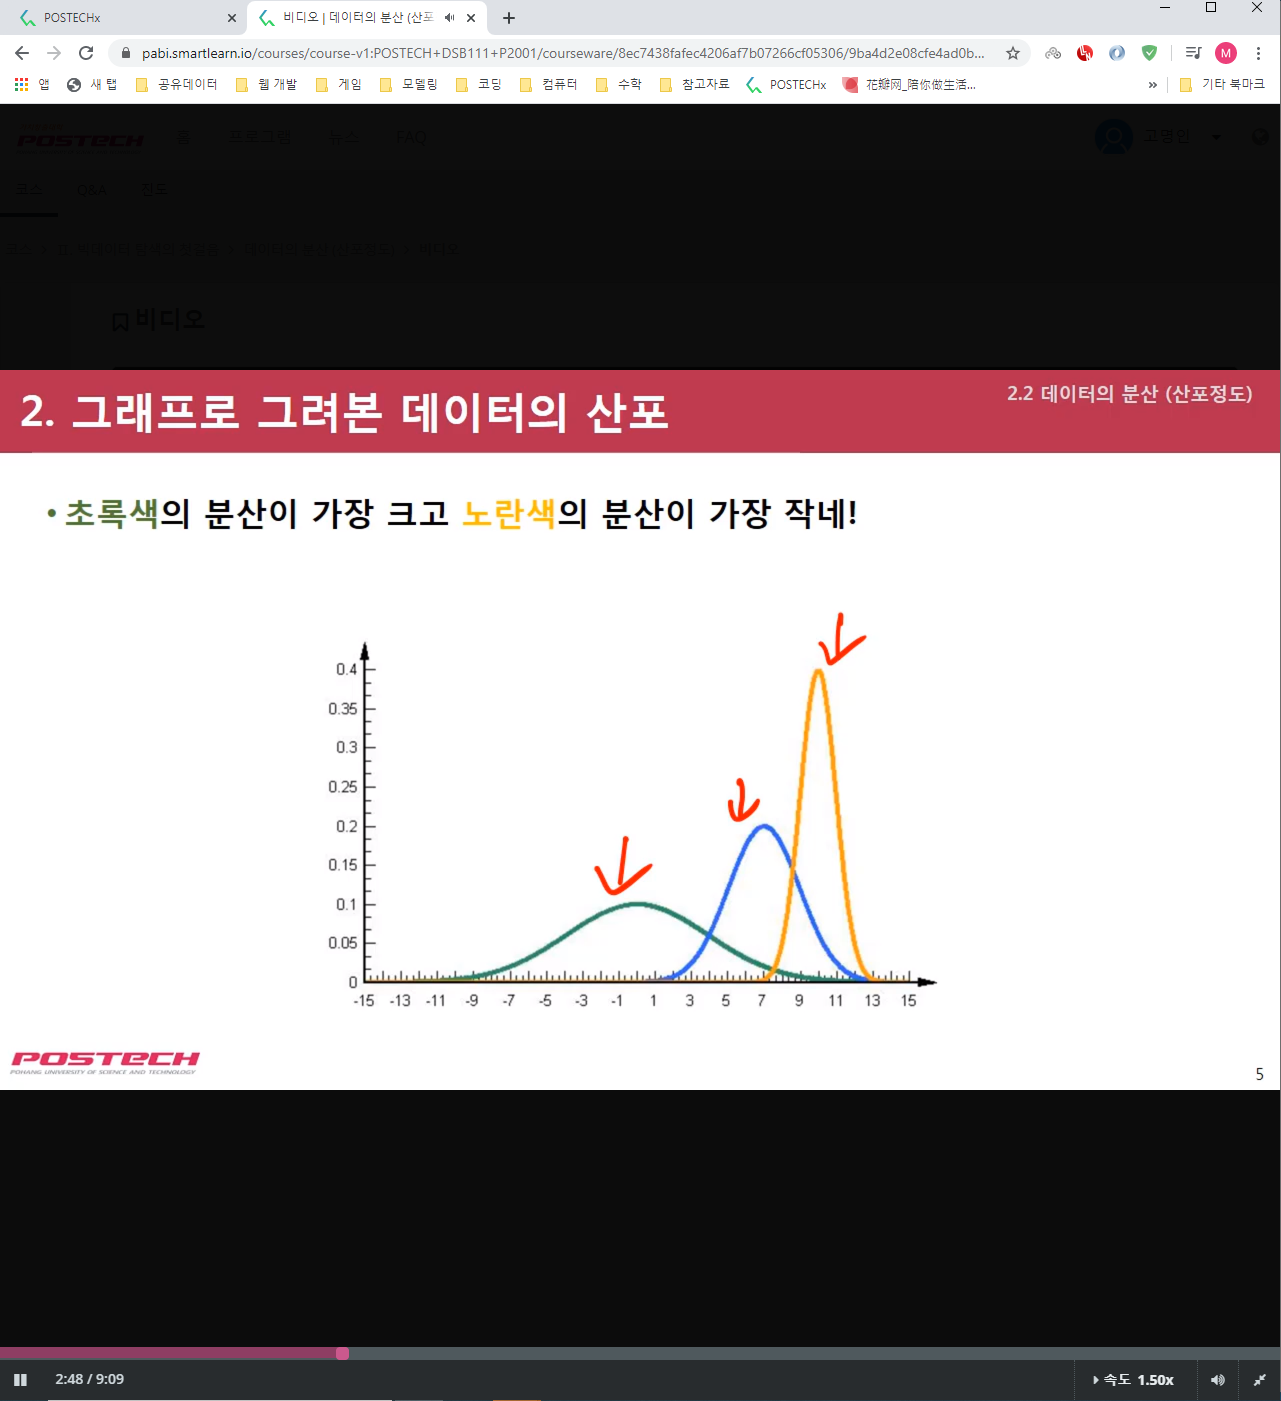 POSTECHx
비디오 | 데이터의 분산 (산포
pabi.smartlearn.io/courses/course-v1:POSTECH+DSB111+P2001/courseware/8ec7438fafec4206af7b07266cf05306/9ba4d2e08cfe4ad0b...
M
앱 새 탭 공유데이터 웹 개발 게임 모델링 코딩 컴퓨터 수학 참고자료 POSTECHx 花瓣网_陪你做生活... » 기타 북마크
POSTECH 홈 프로그램 뉴스 FAQ 고명인
코스 Q&A 진도
비디오
2. 그래프로 그려본 데이터의 산포
2.2 데이터의 분산 (산포정도)
• 초록색의 분산이 가장 크고 노란색의 분산이 가장 작네!
0.4
0.35
0.3
0.25
0.2
0.15
0.1
0.05
0
-15 -13 -11 -9 -7 -5 -3 -1 1 3 5 7 9 11 13 15
POSTECH
POHANG UNIVERSITY OF SCIENCE AND TECHNOLOGY
5
2:48 / 9:09
속도 1.50x